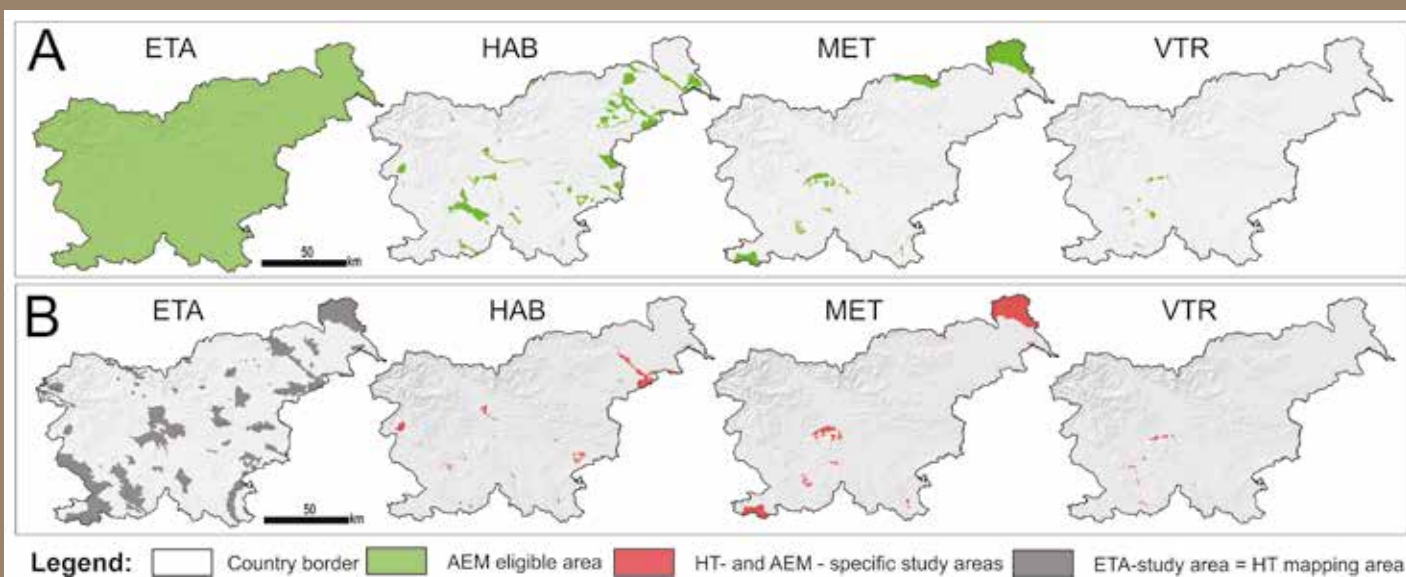 A
ETA HAB MET VTR
50
km
B
ETA HAB MET VTR
50
km
Legend: Country border AEM eligible area HT- and AEM - specific study areas ETA-study area = HT mapping area